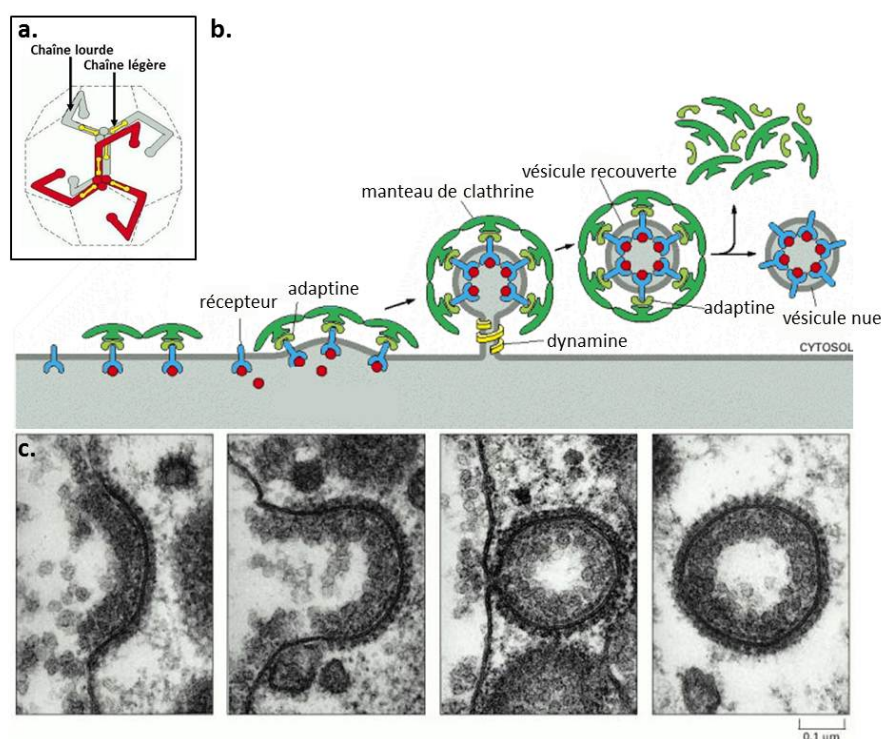 a.
b.
Chaîne lourde
Chaîne légère
vésicule recouverte
manteau de clathrine
récepteur
adaptine
adaptine
vésicule nue
dynamine
CYTOSOL
c.
0.1 µm